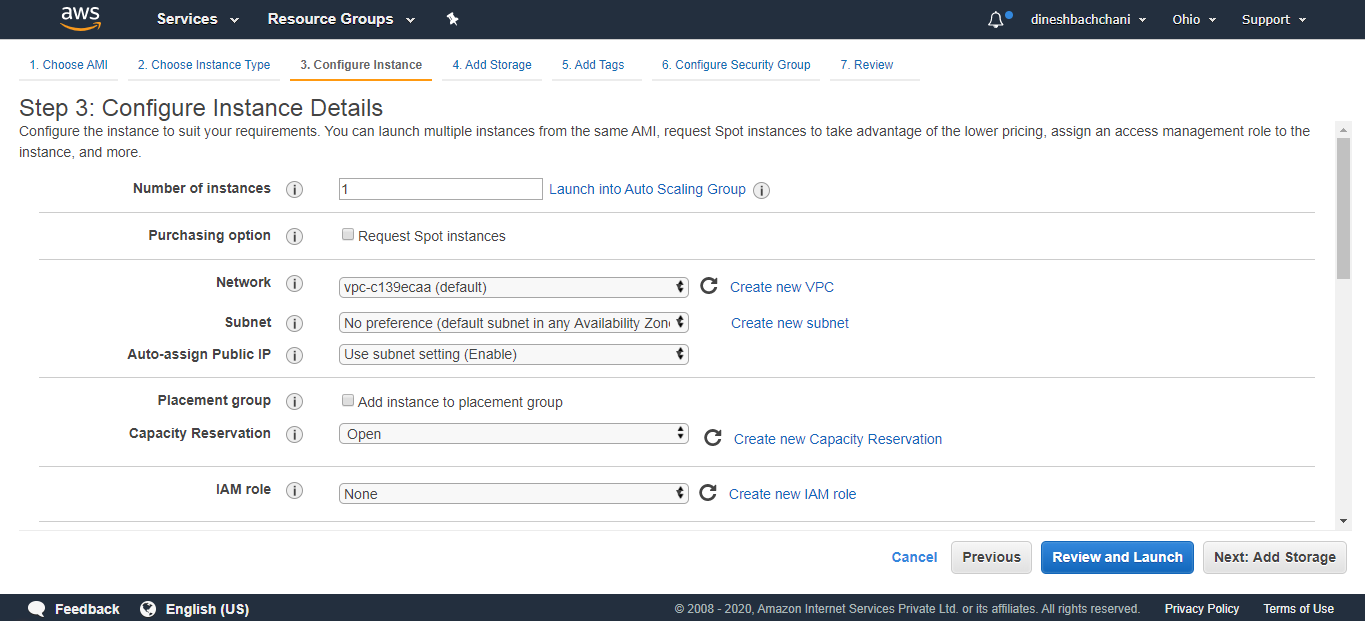 aws Services Resource Groups dineshbachchani Ohio Support
1. Choose AMI 2. Choose Instance Type 3. Configure Instance 4. Add Storage 5. Add Tags 6. Configure Security Group 7. Review
Step 3: Configure Instance Details
Configure the instance to suit your requirements. You can launch multiple instances from the same AMI, request Spot instances to take advantage of the lower pricing, assign an access management role to the
instance, and more.
Number of instances i 1 Launch into Auto Scaling Group i
Purchasing option i Request Spot instances
Network i vpc-c139ecaa (default) Create new VPC
Subnet i No preference (default subnet in any Availability Zon Create new subnet
Auto-assign Public IP i Use subnet setting (Enable)
Placement group i Add instance to placement group
Capacity Reservation i Open Create new Capacity Reservation
IAM role i None Create new IAM role
Cancel Previous Review and Launch Next: Add Storage
Feedback English (US) © 2008 - 2020, Amazon Internet Services Private Ltd. or its affiliates. All rights reserved. Privacy Policy Terms of Use